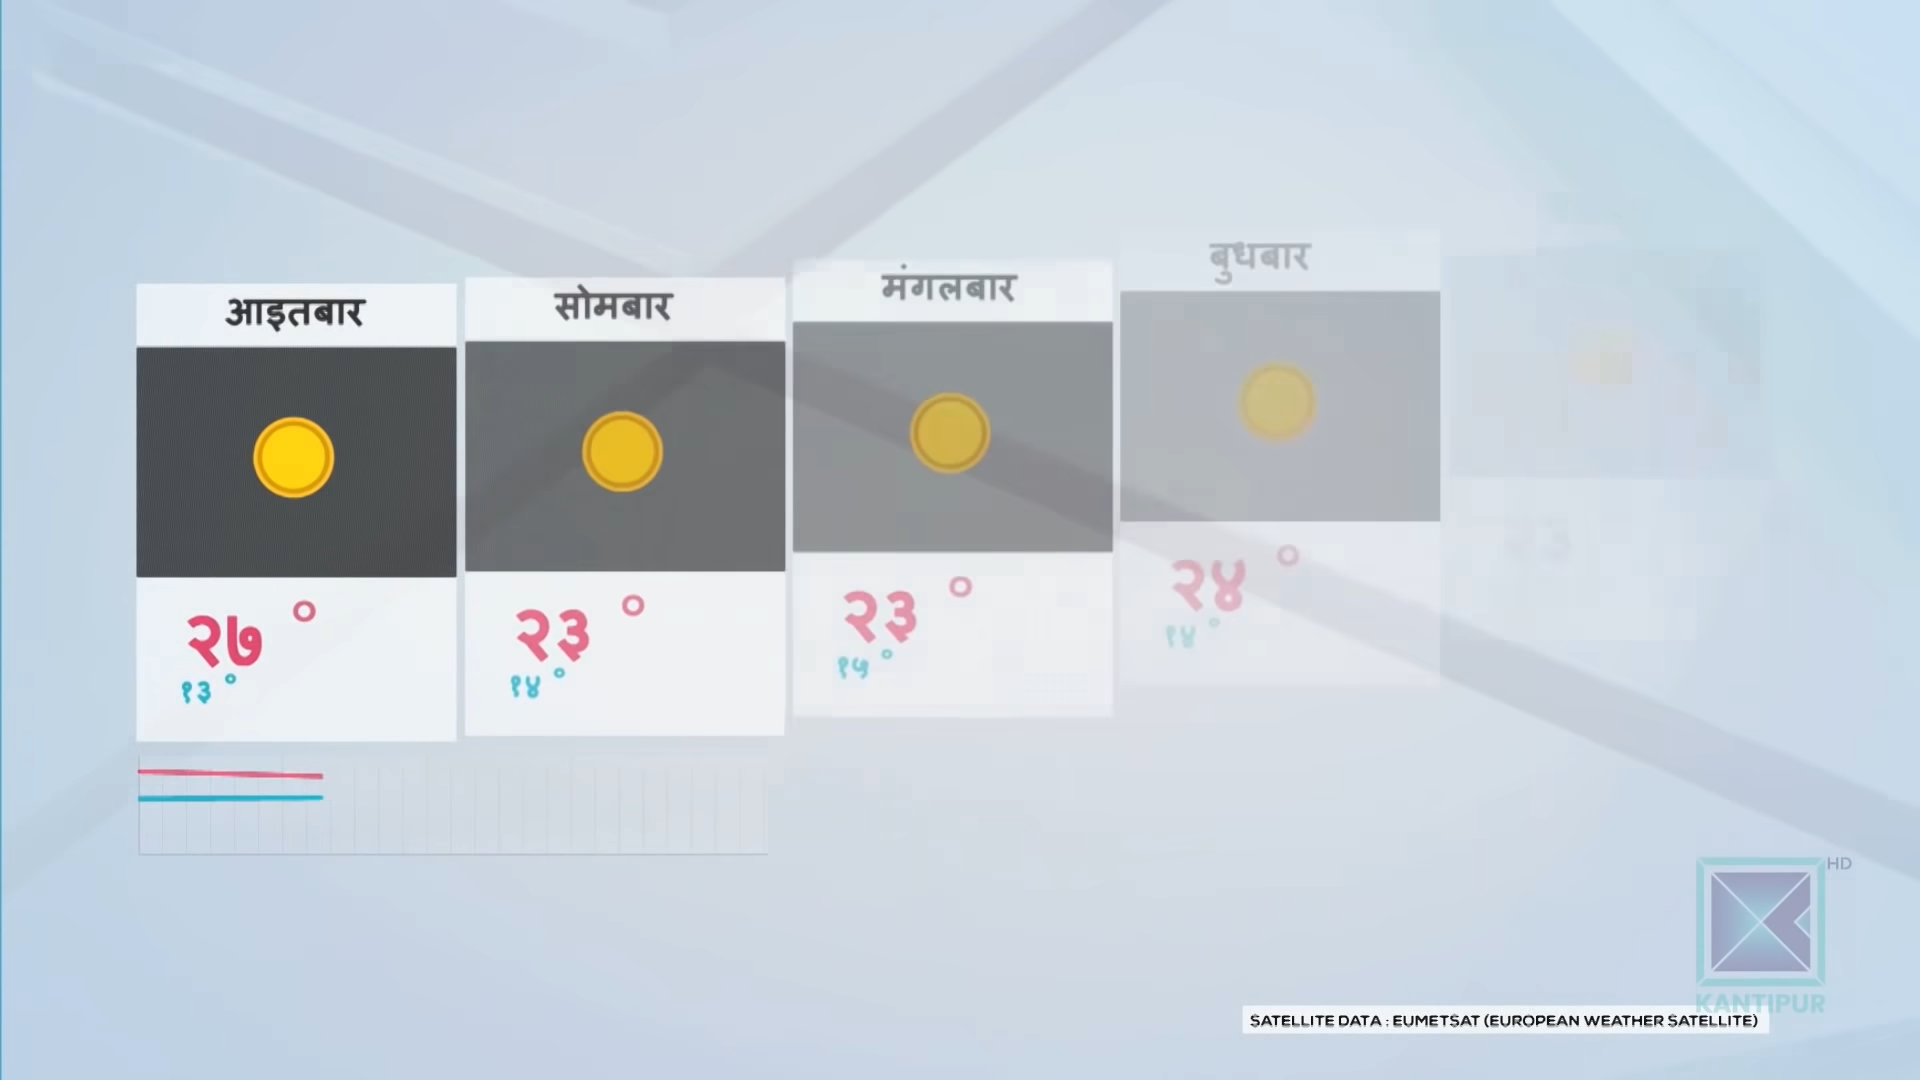 आइतबार
२७°
१३°
सोमबार
२३°
१४°
मंगलबार
२३°
१५°
बुधबार
२४°
१४°
२३
HD
KANTIPUR
SATELLITE DATA : EUMETSAT (EUROPEAN WEATHER SATELLITE)